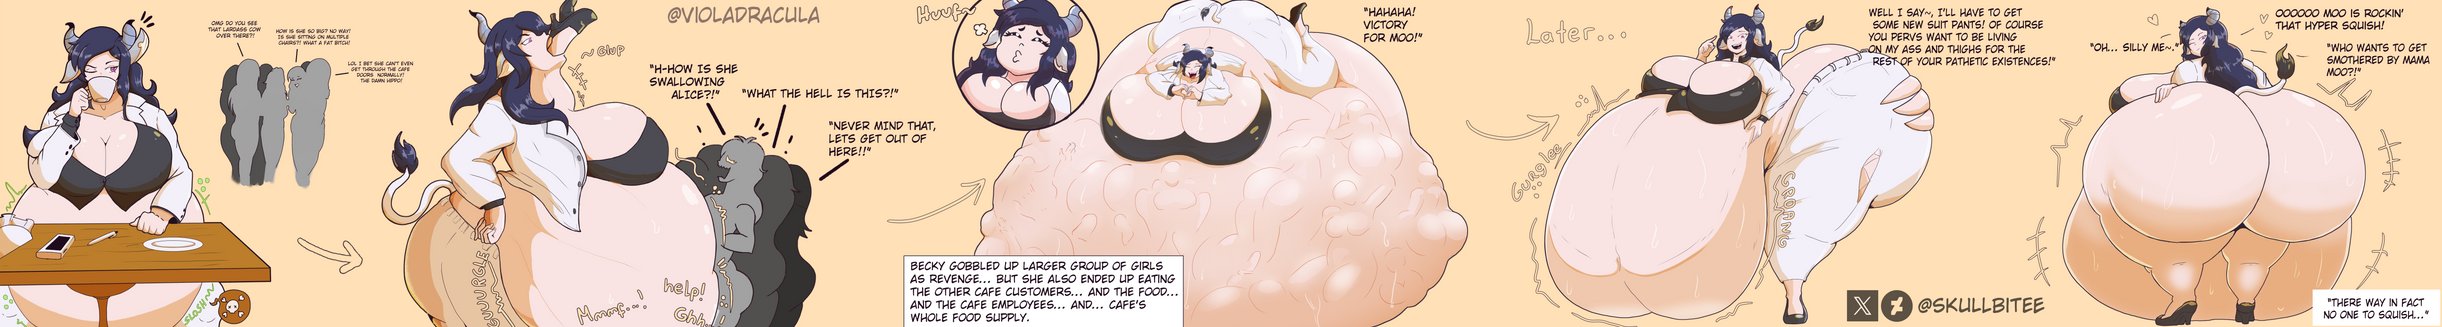 OMG DO YOU SEE
THAT LARDASS COW
OVER THERE?!
HOW IS SHE SO BIG? NO WAY!
IS SHE SITTING ON MULTIPLE
CHAIRS?! WHAT A FAT BITCH!
LOL I BET SHE CAN'T EVEN
GET THROUGH THE CAFE
DOORS NORMALLY!
THE DAMN HIPPO!
SLOSH~
@VIOLADRACULA
~GLUP
"H-HOW IS SHE
SWALLOWING
ALICE?!"
"WHAT THE HELL IS THIS?!"
"NEVER MIND THAT,
LETS GET OUT OF
HERE!!"
help!
Mmmf...!
Ghh..
Huuf~
"HAHAHA!
VICTORY
FOR MOO!"
BECKY GOBBLED UP LARGER GROUP OF GIRLS
AS REVENGE... BUT SHE ALSO ENDED UP EATING
THE OTHER CAFE CUSTOMERS... AND THE FOOD...
AND THE CAFE EMPLOYEES... AND... CAFE'S
WHOLE FOOD SUPPLY.
Later...
WELL I SAY~, I'LL HAVE TO GET
SOME NEW SUIT PANTS! OF COURSE
YOU PERVS WANT TO BE LIVING
ON MY ASS AND THIGHS FOR THE
REST OF YOUR PATHETIC EXISTENCES!"
GURGlee
GROANG
@SKULLBITEE
OOOOOO MOO IS ROCKIN'
THAT HYPER SQUISH!
"OH... SILLY ME~."
"WHO WANTS TO GET
SMOTHERED BY MAMA
MOO?!"
"THERE WAY IN FACT
NO ONE TO SQUISH..."